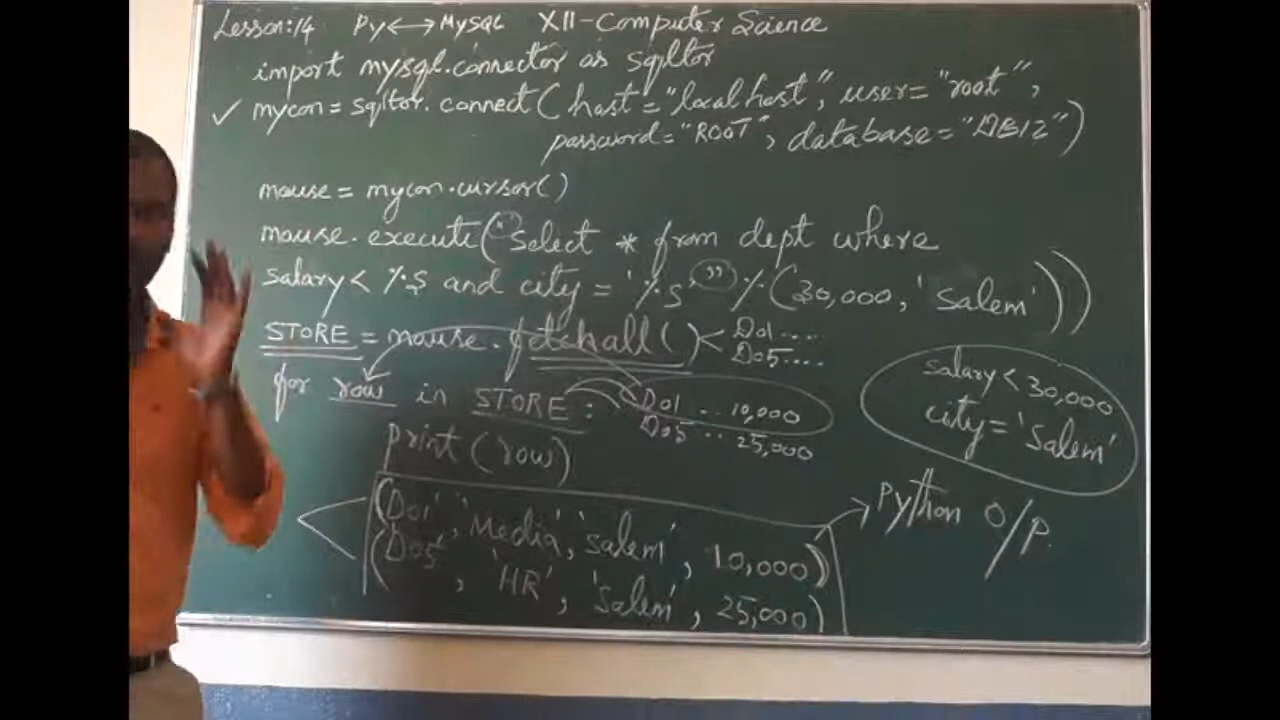 Lesson:14 Py↔MySQL XII-Computer Science
import mysql.connector as sqltor
✓ mycon = sqltor.connect(host="localhost", user="root",
password="ROOT", database="DB12")
mouse = mycon.cursor()
mouse.execute("Select * from dept where
salary < %s and city = '%s'" %(30,000, 'Salem'))
STORE = mouse.fetchall() < D01 ....
D05 ....
for row in STORE:
D01 .. 10,000
D05 .. 25,000
print(row)
salary < 30,000
city = 'Salem'
(D01', 'Media', 'Salem', 10,000)
(D05', 'HR', 'Salem', 25,000)
→ Python O/P.